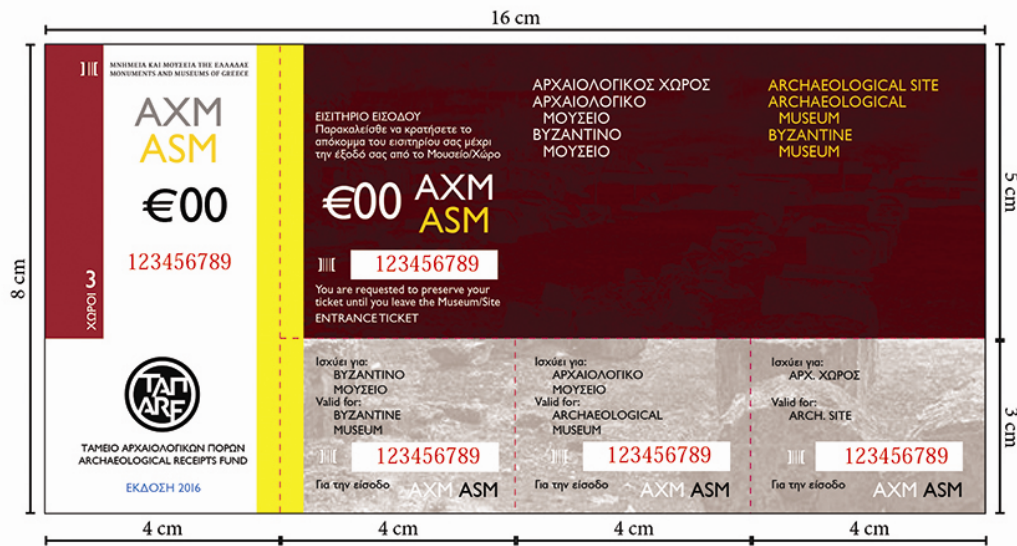 16 cm
8 cm
ΜΝΗΜΕΙΑ ΚΑΙ ΜΟΥΣΕΙΑ ΤΗΣ ΕΛΛΑΔΑΣ
MONUMENTS AND MUSEUMS OF GREECE
ΑΧΜ
ASM
€00
123456789
ΧΩΡΟΙ 3
ΤΑΠ
ARF
ΤΑΜΕΙΟ ΑΡΧΑΙΟΛΟΓΙΚΩΝ ΠΟΡΩΝ
ARCHAEOLOGICAL RECEIPTS FUND
ΕΚΔΟΣΗ 2016
ΕΙΣΙΤΗΡΙΟ ΕΙΣΟΔΟΥ
Παρακαλείσθε να κρατήσετε το
απόκομμα του εισιτηρίου σας μέχρι
την έξοδό σας από το Μουσείο/Χώρο
€00 ΑΧΜ
ASM
123456789
You are requested to preserve your
ticket until you leave the Museum/Site
ENTRANCE TICKET
ΑΡΧΑΙΟΛΟΓΙΚΟΣ ΧΩΡΟΣ
ΑΡΧΑΙΟΛΟΓΙΚΟ
ΜΟΥΣΕΙΟ
ΒΥΖΑΝΤΙΝΟ
ΜΟΥΣΕΙΟ
ARCHAEOLOGICAL SITE
ARCHAEOLOGICAL
MUSEUM
BYZANTINE
MUSEUM
5 cm
Ισχύει για:
ΒΥΖΑΝΤΙΝΟ
ΜΟΥΣΕΙΟ
Valid for:
BYZANTINE
MUSEUM
123456789
Για την είσοδο ΑΧΜ ASM
Ισχύει για:
ΑΡΧΑΙΟΛΟΓΙΚΟ
ΜΟΥΣΕΙΟ
Valid for:
ARCHAEOLOGICAL
MUSEUM
123456789
Για την είσοδο ΑΧΜ ASM
Ισχύει για:
ΑΡΧ. ΧΩΡΟΣ
Valid for:
ARCH. SITE
123456789
Για την είσοδο ΑΧΜ ASM
3 cm
4 cm
4 cm
4 cm
4 cm